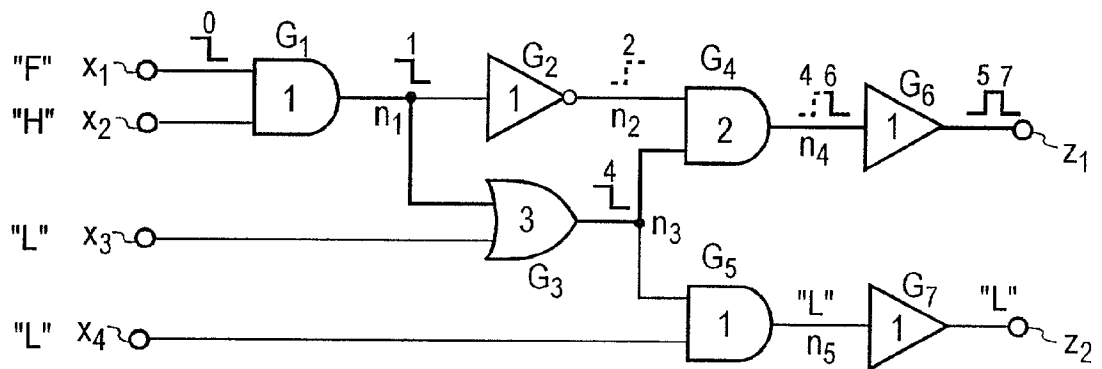 0 G1 1 2 G2 G4 4 6 G6 5 7
"F" x1 1 1 2 1
"H" x2 n1 n2 n4 z1
4
"L" x3 3 n3
G3 G5 "L" G7 "L"
"L" x4 1 n5 1 z2